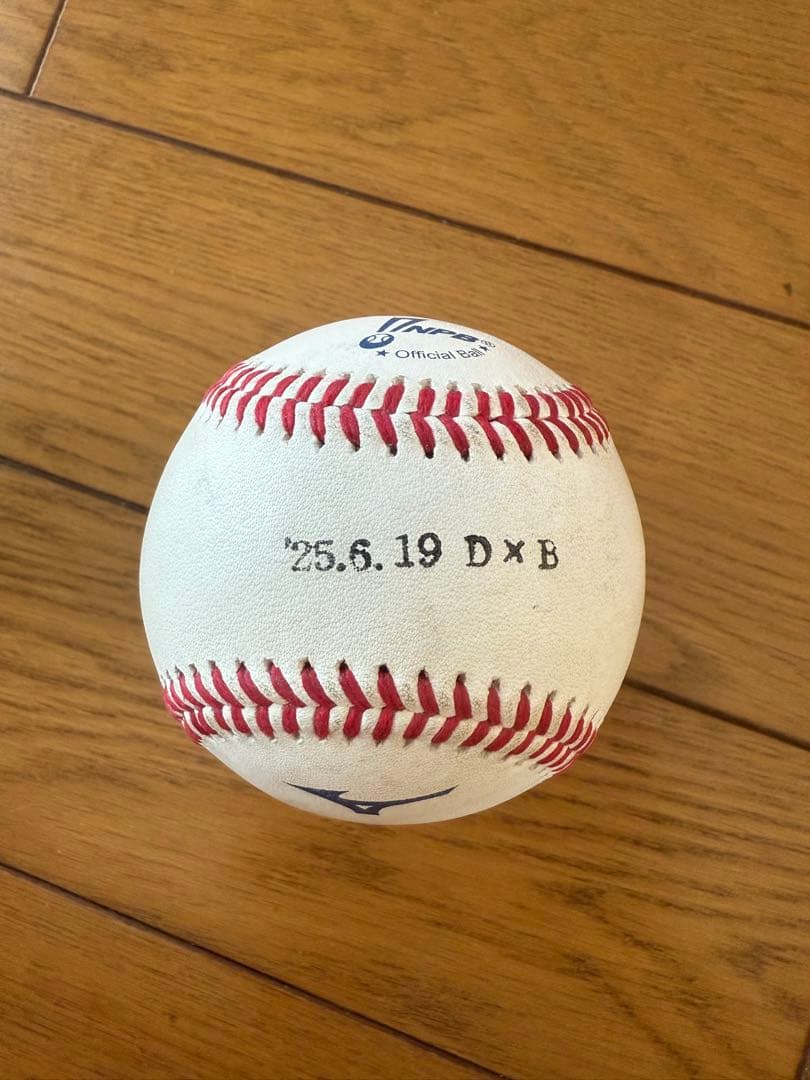 NPB
★ Official Ball ★
'25.6.19 D×B